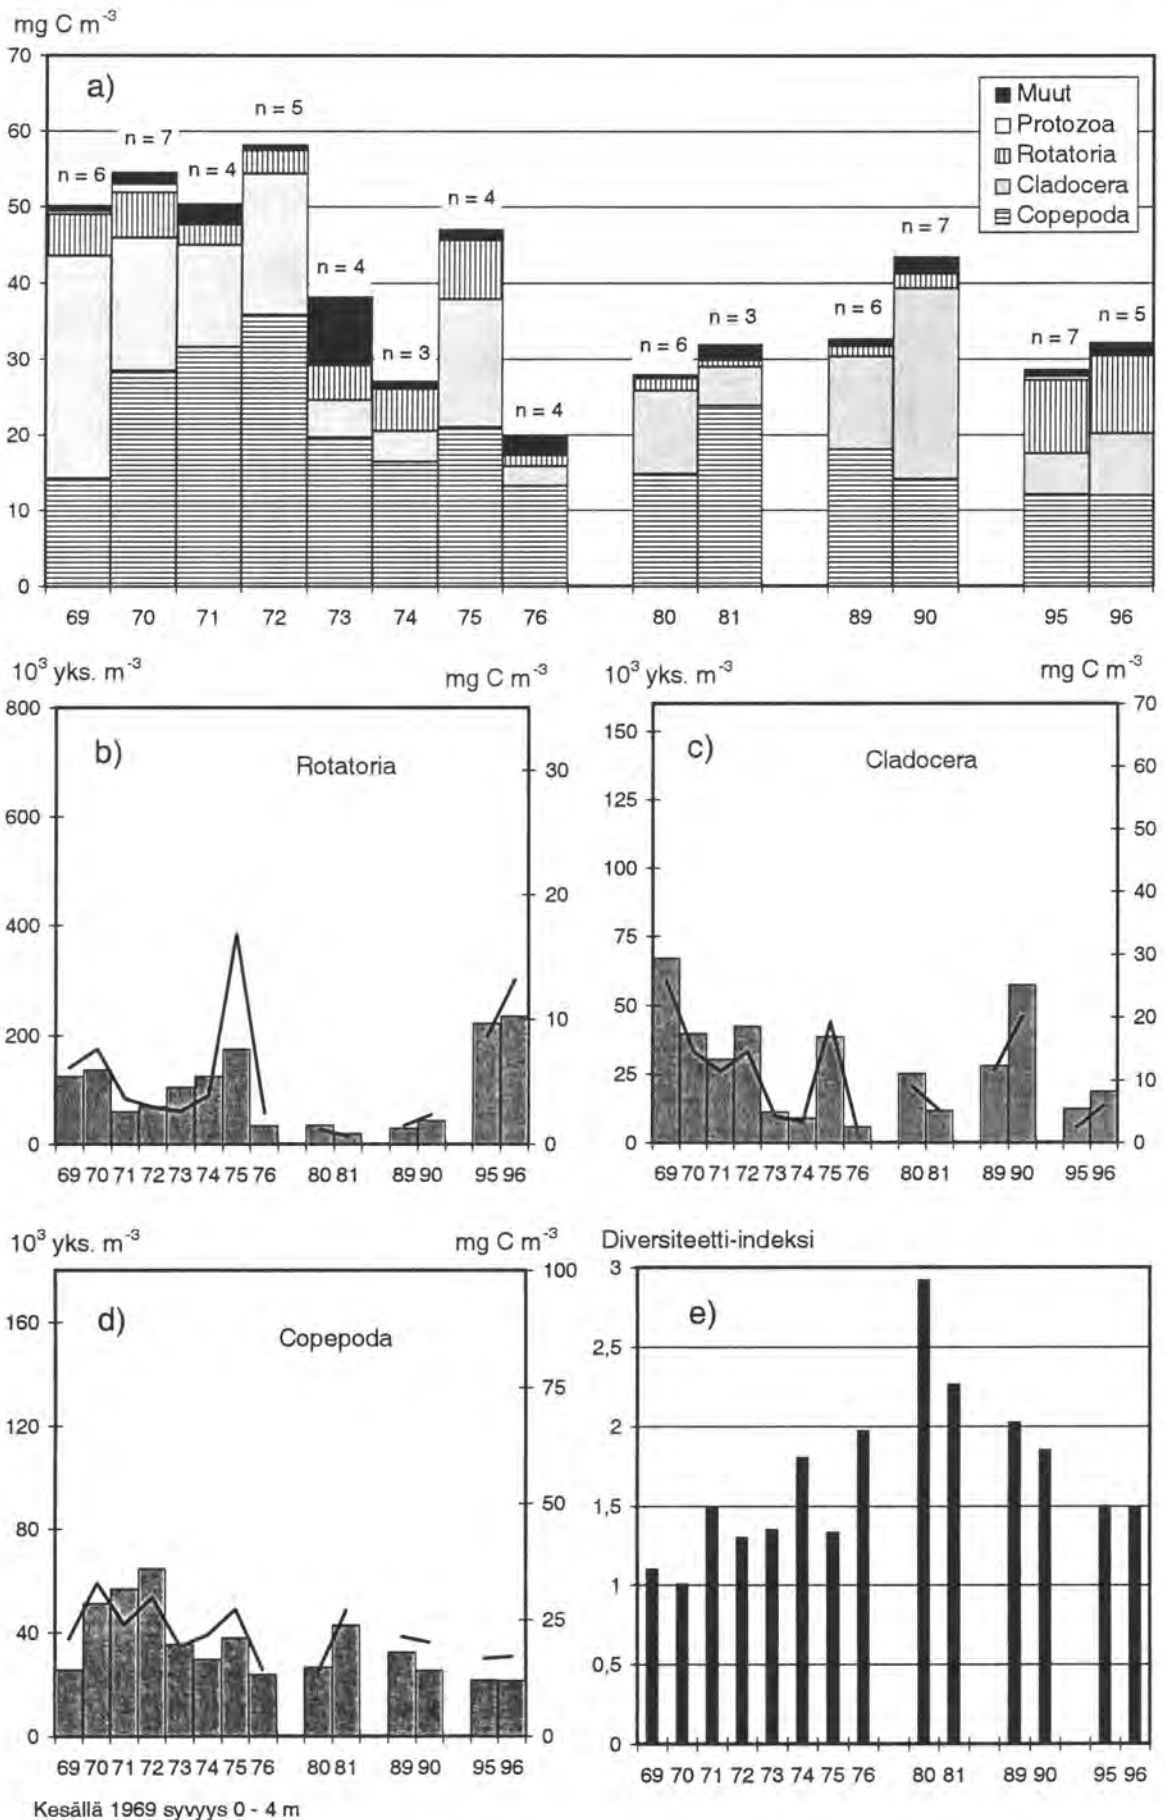 mg C m-3
70
60
50
40
30
20
10
0
a)
n = 6
n = 7
n = 4
n = 5
n = 4
n = 3
n = 4
n = 4
n = 6
n = 3
n = 6
n = 7
n = 7
n = 5
Muut
Protozoa
Rotatoria
Cladocera
Copepoda
69 70 71 72 73 74 75 76 80 81 89 90 95 96
10³ yks. m-3 mg C m-3
b) Rotatoria
800
600
400
200
0
30
20
10
0
69 70 71 72 73 74 75 76 80 81 89 90 95 96
10³ yks. m-3 mg C m-3
c) Cladocera
150
125
100
75
50
25
0
70
60
50
40
30
20
10
0
69 70 71 72 73 74 75 76 80 81 89 90 95 96
10³ yks. m-3 mg C m-3
d) Copepoda
160
120
80
40
0
100
75
50
25
0
69 70 71 72 73 74 75 76 80 81 89 90 95 96
Diversiteetti-indeksi
e)
3
2,5
2
1,5
1
0,5
0
69 70 71 72 73 74 75 76 80 81 89 90 95 96
Kesällä 1969 syvyys 0 - 4 m